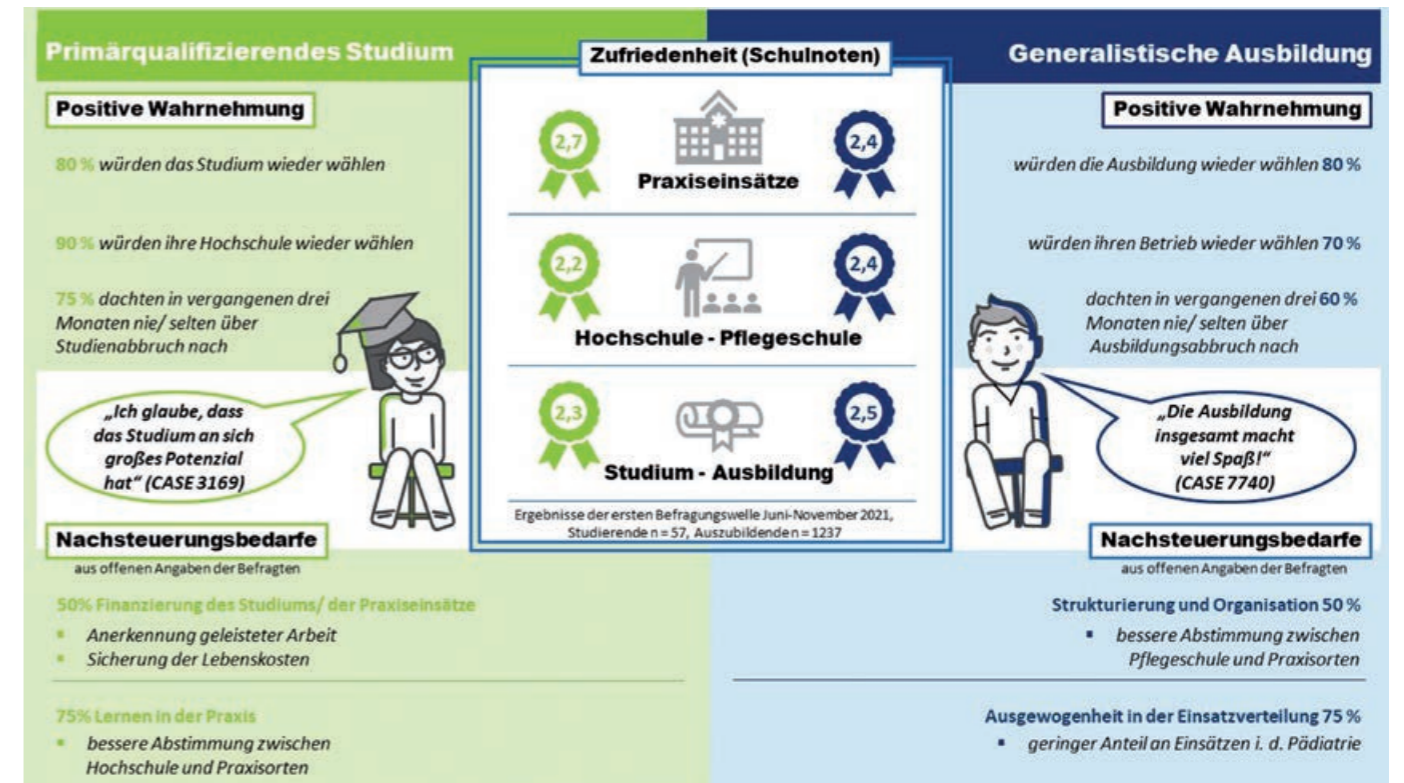 Primärqualifizierendes Studium
Positive Wahrnehmung
80 % würden das Studium wieder wählen
90 % würden ihre Hochschule wieder wählen
75 % dachten in vergangenen drei
Monaten nie/ selten über
Studienabbruch nach
„Ich glaube, dass
das Studium an sich
großes Potenzial
hat“ (CASE 3169)
Nachsteuerungsbedarfe
aus offenen Angaben der Befragten
50% Finanzierung des Studiums/ der Praxiseinsätze
▪ Anerkennung geleisteter Arbeit
▪ Sicherung der Lebenskosten
75% Lernen in der Praxis
▪ bessere Abstimmung zwischen
Hochschule und Praxisorten
Zufriedenheit (Schulnoten)
2,7
2,4
Praxiseinsätze
2,2
2,4
Hochschule - Pflegeschule
2,3
2,5
Studium - Ausbildung
Ergebnisse der ersten Befragungswelle Juni-November 2021,
Studierende n = 57, Auszubildende n = 1237
Generalistische Ausbildung
Positive Wahrnehmung
würden die Ausbildung wieder wählen 80 %
würden ihren Betrieb wieder wählen 70 %
dachten in vergangenen drei 60 %
Monaten nie/ selten über
Ausbildungsabbruch nach
„Die Ausbildung
insgesamt macht
viel Spaß!“
(CASE 7740)
Nachsteuerungsbedarfe
aus offenen Angaben der Befragten
Strukturierung und Organisation 50 %
▪ bessere Abstimmung zwischen
Pflegeschule und Praxisorten
Ausgewogenheit in der Einsatzverteilung 75 %
▪ geringer Anteil an Einsätzen i. d. Pädiatrie